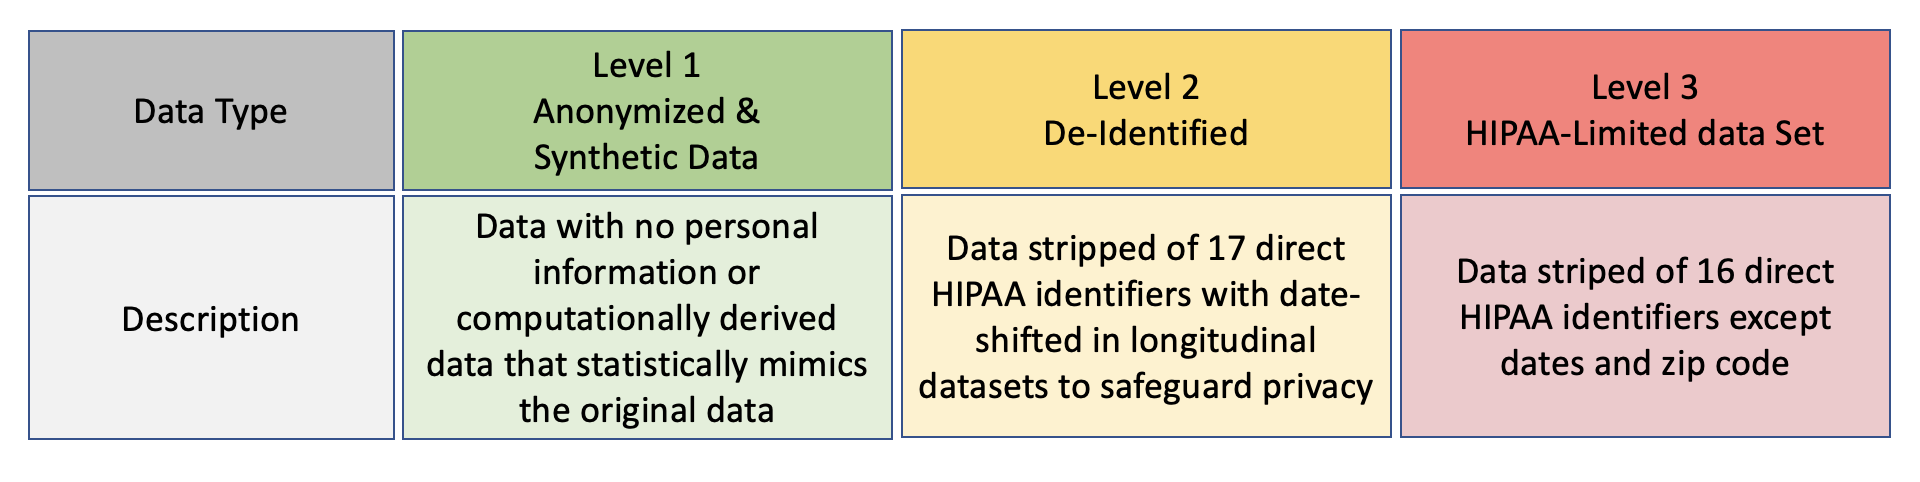 Data Type
Level 1
Anonymized &
Synthetic Data
Level 2
De-Identified
Level 3
HIPAA-Limited data Set
Description
Data with no personal
information or
computationally derived
data that statistically mimics
the original data
Data stripped of 17 direct
HIPAA identifiers with date-
shifted in longitudinal
datasets to safeguard privacy
Data striped of 16 direct
HIPAA identifiers except
dates and zip code